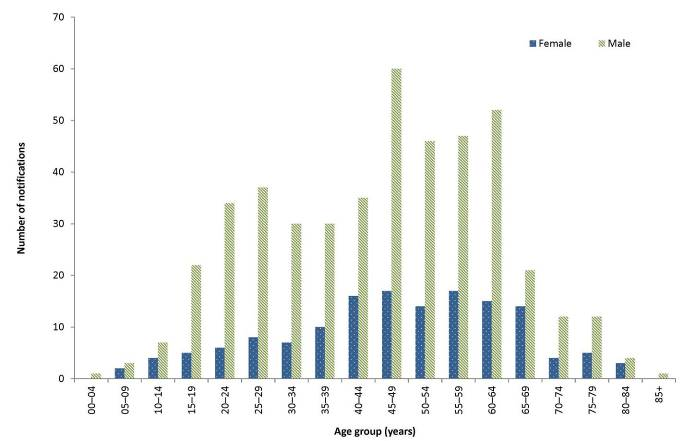 70
Female Male
60
50
40
30
20
10
0
Number of notifications
00–04 05–09 10–14 15–19 20–24 25–29 30–34 35–39 40–44 45–49 50–54 55–59 60–64 65–69 70–74 75–79 80–84 85+
Age group (years)